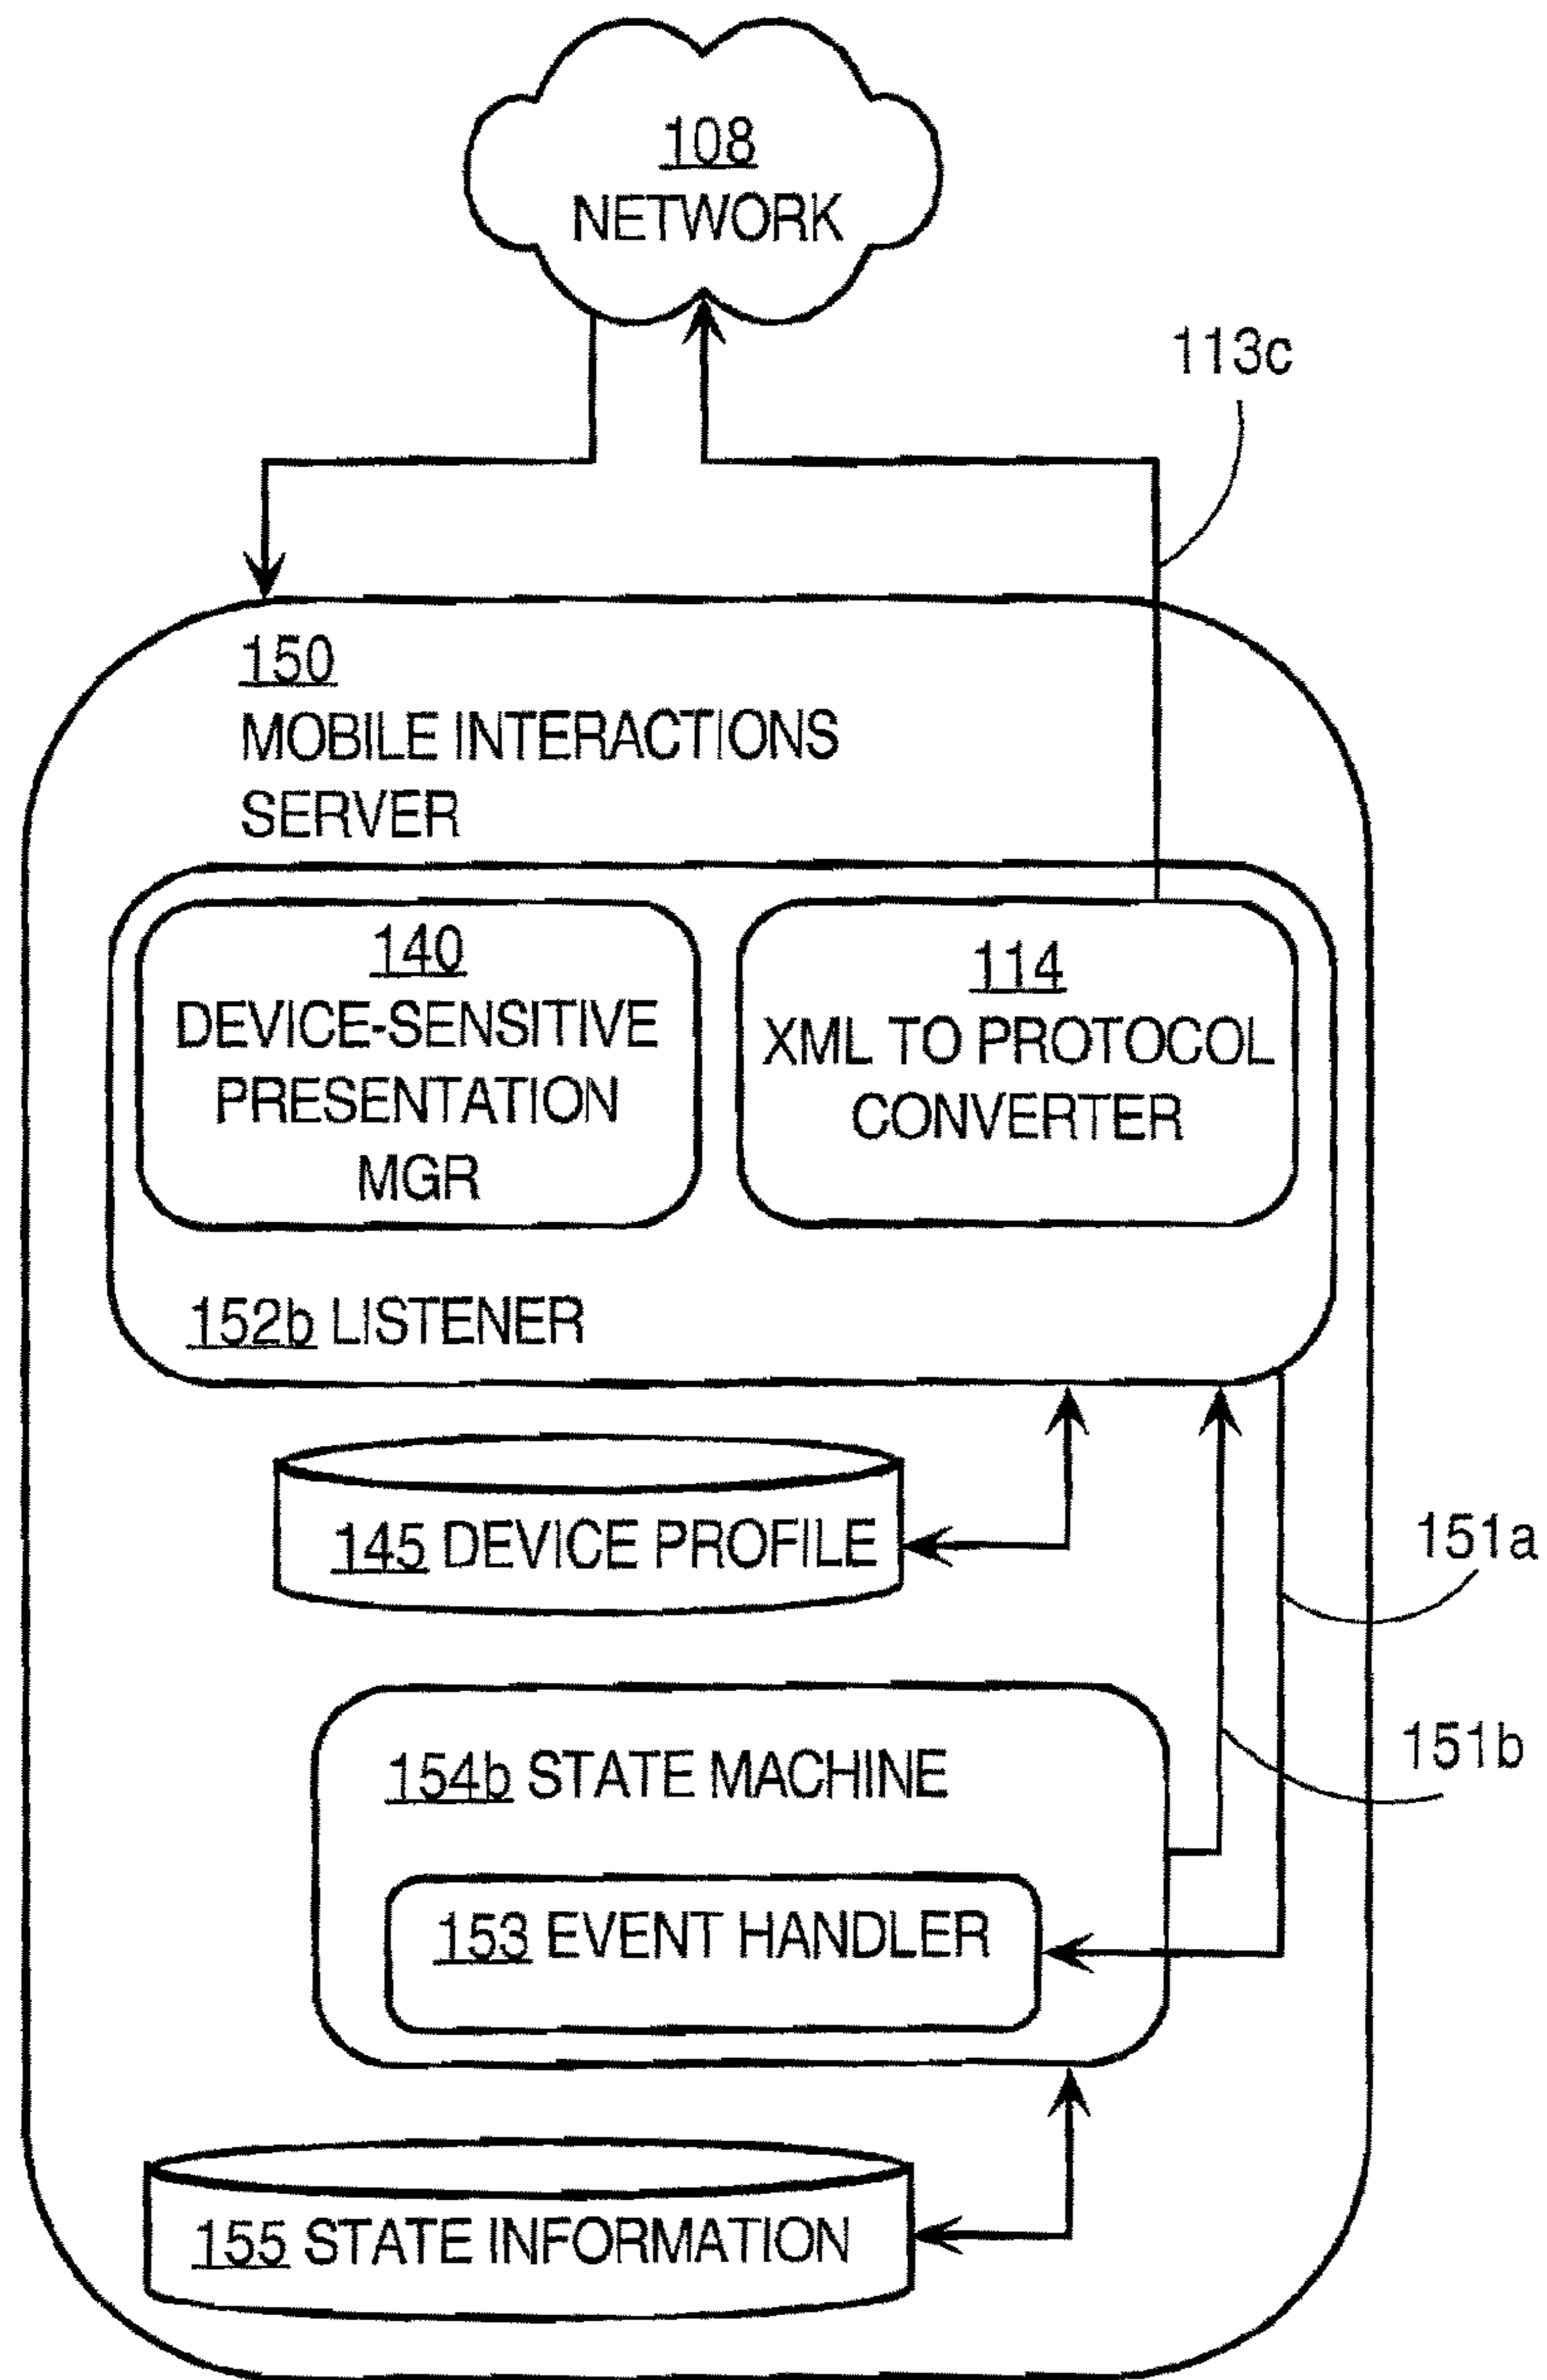 108
NETWORK
113c
150
MOBILE INTERACTIONS
SERVER
140
DEVICE-SENSITIVE
PRESENTATION
MGR
114
XML TO PROTOCOL
CONVERTER
152b LISTENER
145 DEVICE PROFILE
151a
154b STATE MACHINE
151b
153 EVENT HANDLER
155 STATE INFORMATION